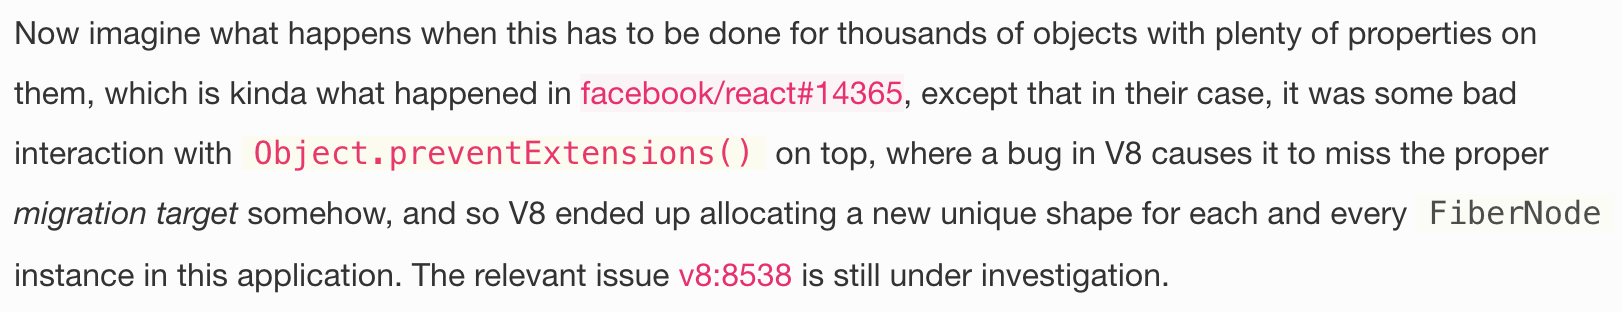 Now imagine what happens when this has to be done for thousands of objects with plenty of properties on
them, which is kinda what happened in facebook/react#14365, except that in their case, it was some bad
interaction with Object.preventExtensions() on top, where a bug in V8 causes it to miss the proper
migration target somehow, and so V8 ended up allocating a new unique shape for each and every FiberNode
instance in this application. The relevant issue v8:8538 is still under investigation.